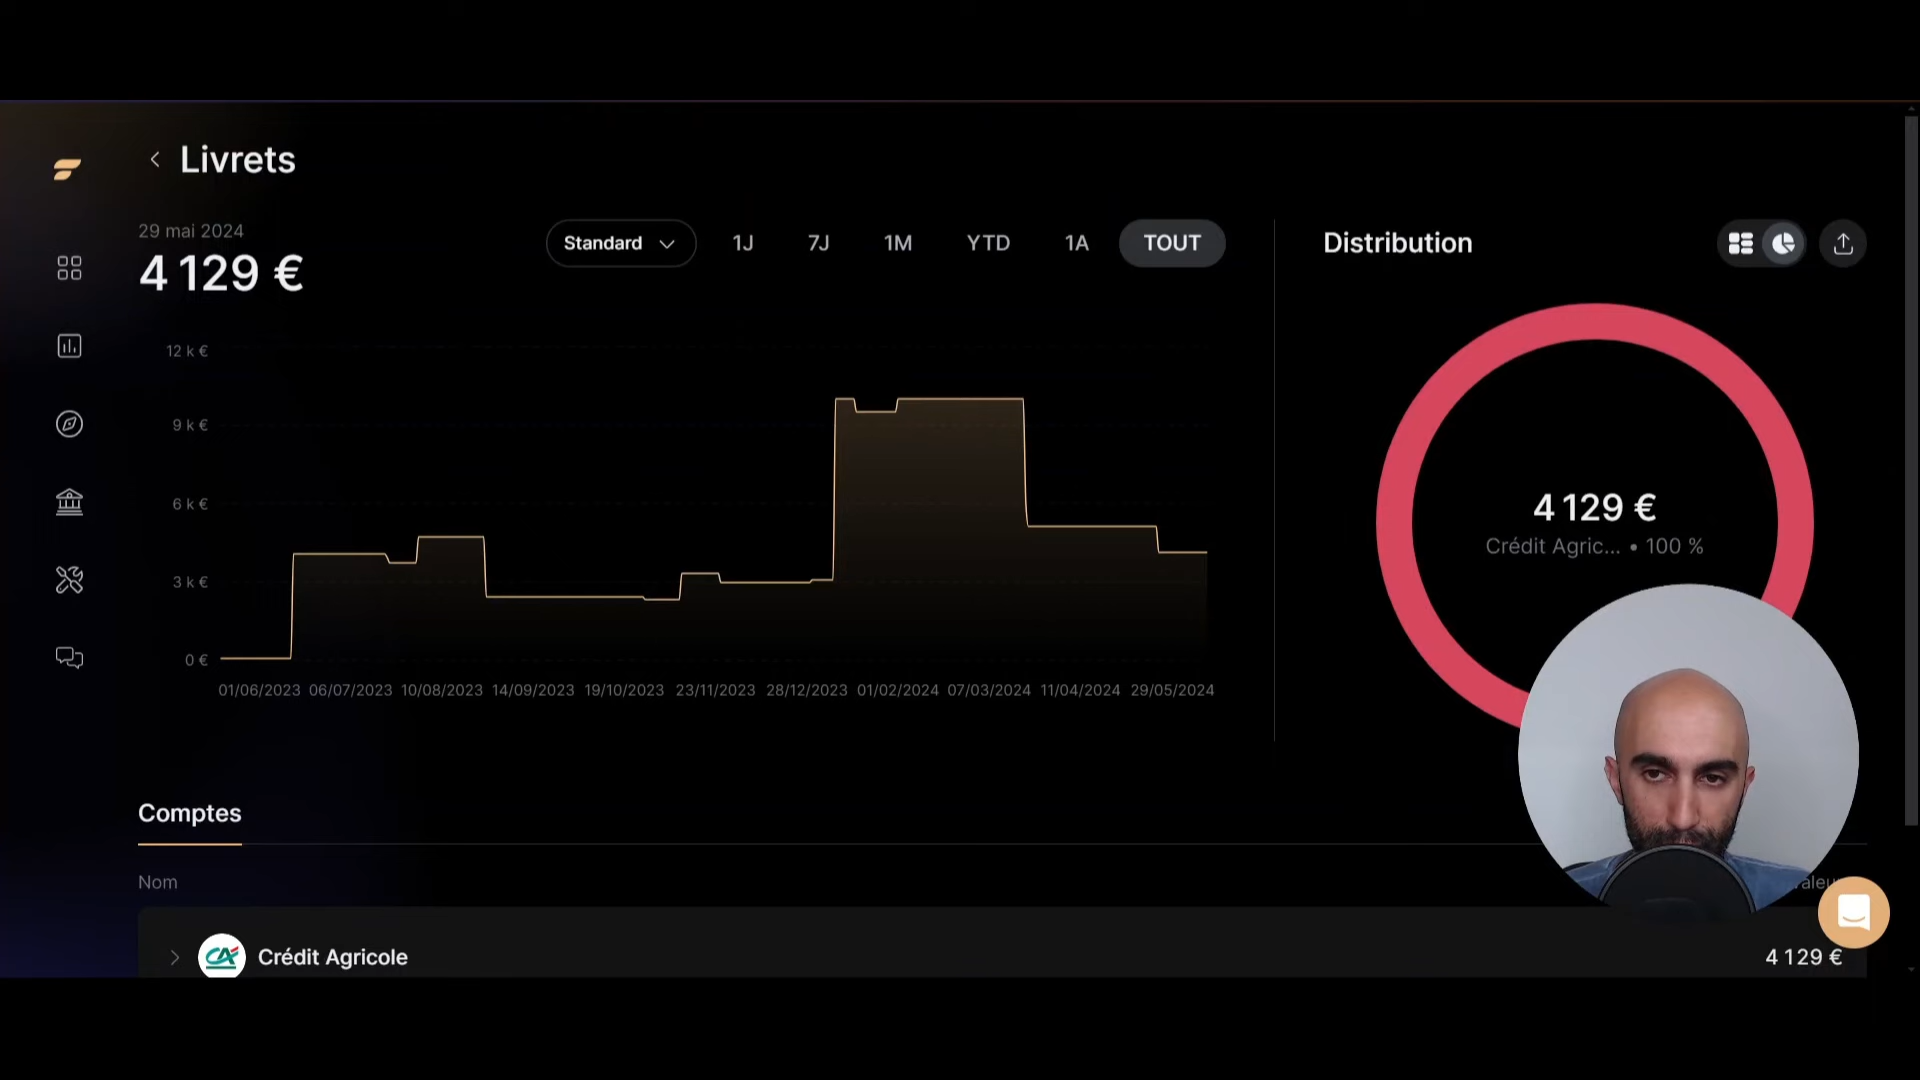 Livrets
29 mai 2024
4 129 €
Standard 1J 7J 1M YTD 1A TOUT
Distribution
12 k €
9 k €
6 k €
3 k €
0 €
01/06/2023 06/07/2023 10/08/2023 14/09/2023 19/10/2023 23/11/2023 28/12/2023 01/02/2024 07/03/2024 11/04/2024 29/05/2024
4 129 €
Crédit Agric... • 100 %
Comptes
Nom
CA Crédit Agricole 4 129 €